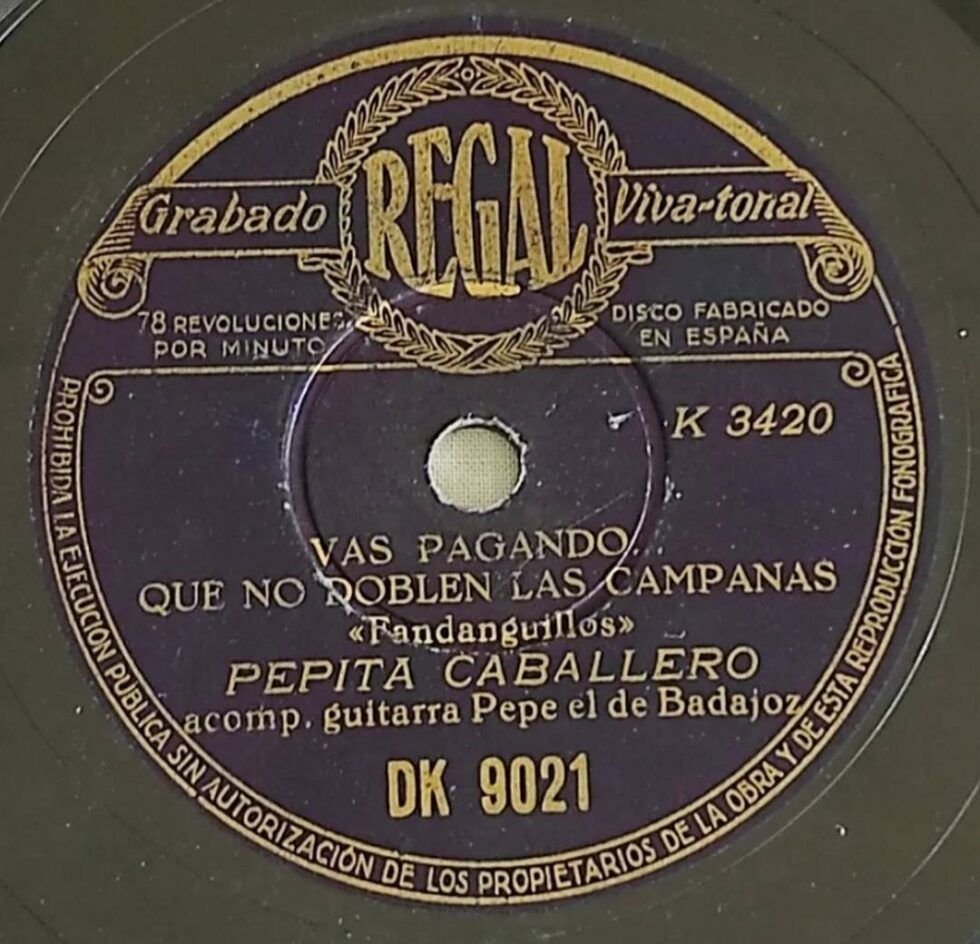 REGAL
Grabado Viva-tonal
78 REVOLUCIONES
POR MINUTO
DISCO FABRICADO
EN ESPAÑA
K 3420
VAS PAGANDO...
QUE NO DOBLEN LAS CAMPANAS
«Fandanguillos»
PEPITA CABALLERO
acomp. guitarra Pepe el de Badajoz
DK 9021
PROHIBIDA LA EJECUCIÓN PUBLICA SIN AUTORIZACIÓN DE LOS PROPIETARIOS DE LA OBRA Y DE ESTA REPRODUCCIÓN FONOGRAFICA